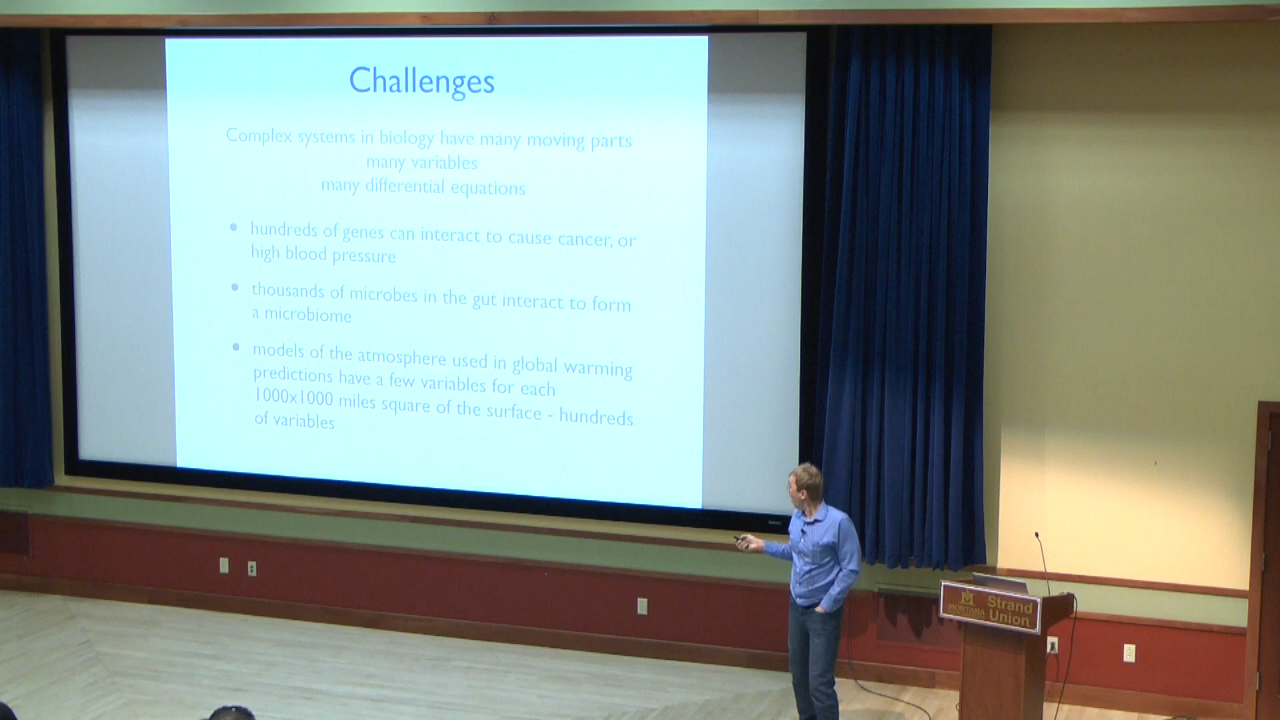 Challenges
Complex systems in biology have many moving parts
many variables
many differential equations
hundreds of genes can interact to cause cancer, or
high blood pressure
thousands of microbes in the gut interact to form
a microbiome
models of the atmosphere used in global warming
predictions have a few variables for each
1000x1000 miles square of the surface - hundreds
of variables
M
MONTANA
Strand
Union